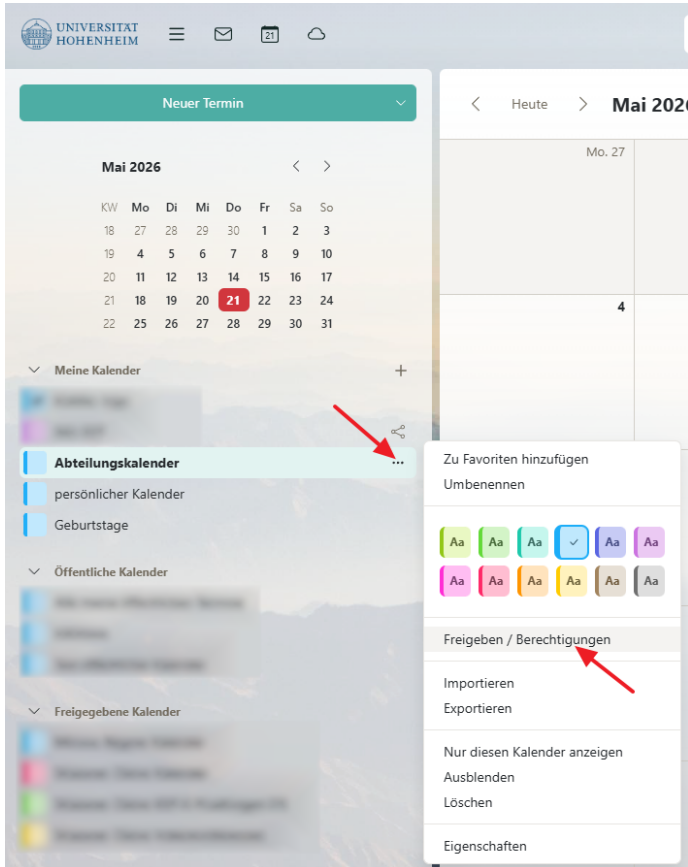 UNIVERSITÄT
HOHENHEIM
21
Neuer Termin
Heute
Mai 2026
Mai 2026
KW Mo Di Mi Do Fr Sa So
18 27 28 29 30 1 2 3
19 4 5 6 7 8 9 10
20 11 12 13 14 15 16 17
21 18 19 20 21 22 23 24
22 25 26 27 28 29 30 31
Mo. 27
4
Meine Kalender
Abteilungskalender
persönlicher Kalender
Geburtstage
Öffentliche Kalender
Freigegebene Kalender
Zu Favoriten hinzufügen
Umbenennen
Aa Aa Aa Aa Aa
Aa Aa Aa Aa Aa Aa
Freigeben / Berechtigungen
Importieren
Exportieren
Nur diesen Kalender anzeigen
Ausblenden
Löschen
Eigenschaften